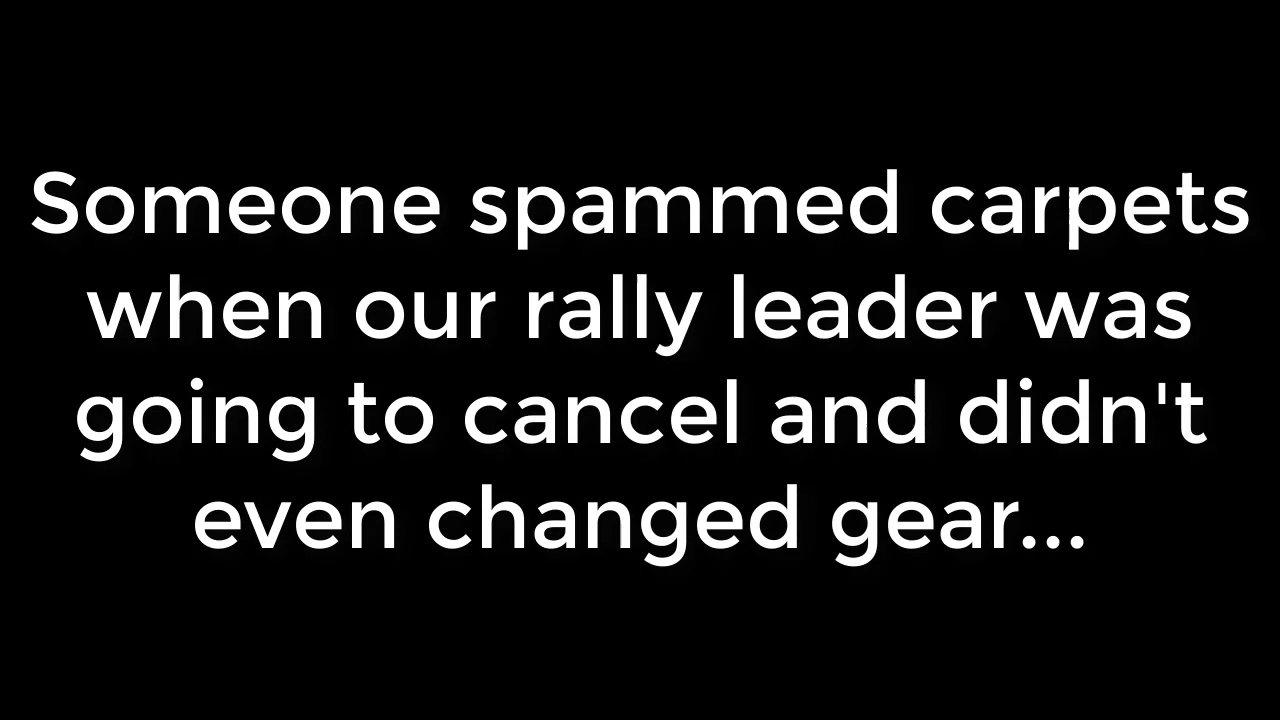 Someone spammed carpets
when our rally leader was
going to cancel and didn't
even changed gear...